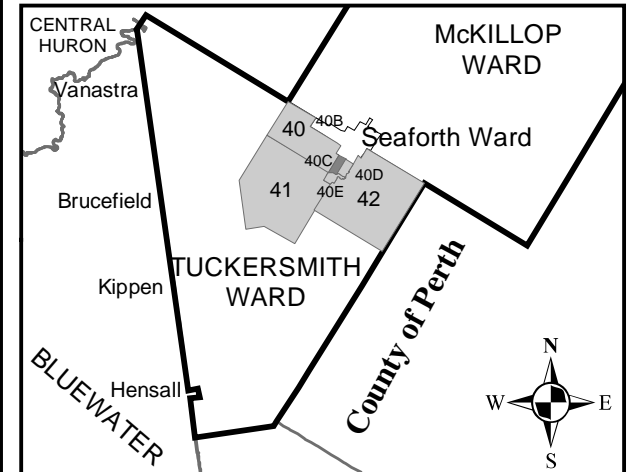 CENTRAL
HURON
McKILLOP
WARD
Vanastra
40B
40
Seaforth Ward
40C
40D
41
40E
42
Brucefield
TUCKERSMITH
WARD
Kippen
County of Perth
Hensall
BLUEWATER
N
W
E
S